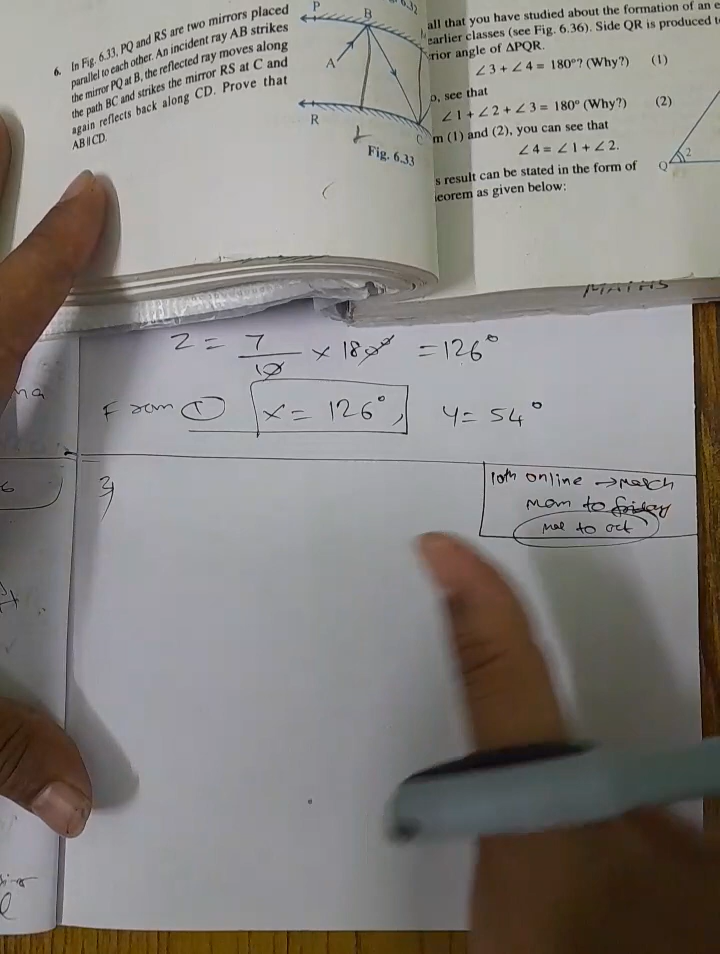 6. In Fig. 6.33, PQ and RS are two mirrors placed
parallel to each other. An incident ray AB strikes
the mirror PQ at B, the reflected ray moves along
the path BC and strikes the mirror RS at C and
again reflects back along CD. Prove that
AB || CD.
P
B
A
R
C
Fig. 6.33
all that you have studied about the formation of an e
earlier classes (see Fig. 6.36). Side QR is produced t
rior angle of ΔPQR.
∠3 + ∠4 = 180°? (Why?) (1)
o, see that
∠1 + ∠2 + ∠3 = 180° (Why?) (2)
m (1) and (2), you can see that
∠4 = ∠1 + ∠2.
s result can be stated in the form of
eorem as given below:
Q 2
MATHS
Z = 7/10 × 180° = 126°
From ① x = 126°, y = 54°
3)
10th online → march
mom to friday
mar to oct